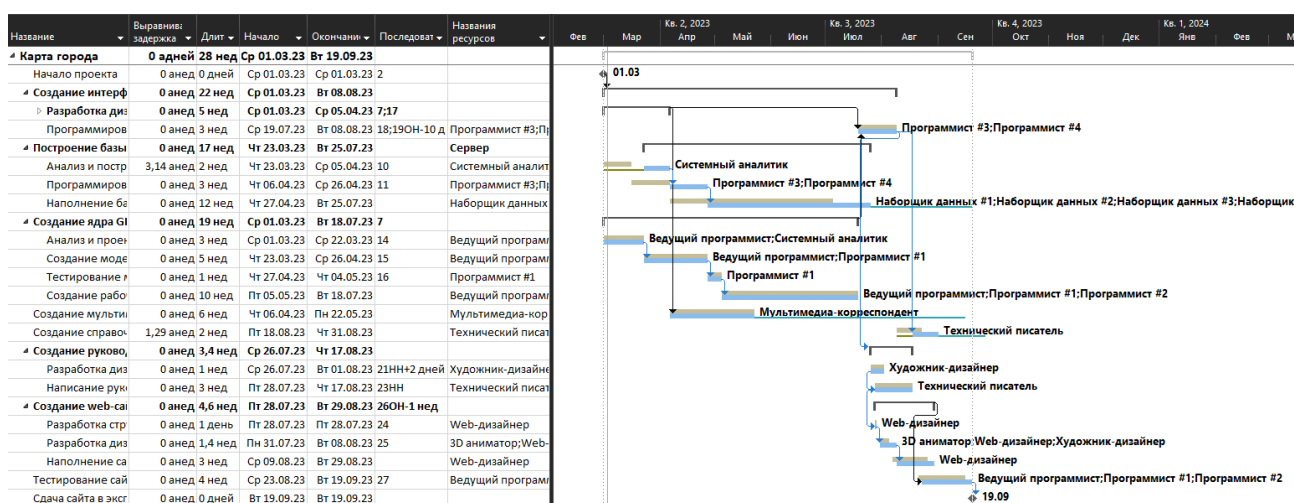 Название Выравнива задержка Длит Начало Окончани Последоват Названия ресурсов Фев Мар Кв. 2, 2023 Апр Май Июн Кв. 3, 2023 Июл Авг Сен Кв. 4, 2023 Окт Ноя Дек Кв. 1, 2024 Янв Фев М
Карта города 0 адней 28 нед Ср 01.03.23 Вт 19.09.23
Начало проекта 0 анед 0 дней Ср 01.03.23 Ср 01.03.23 2 01.03
Создание интерф 0 анед 22 нед Ср 01.03.23 Вт 08.08.23
Разработка диз 0 анед 5 нед Ср 01.03.23 Ср 05.04.23 7;17
Программиров 0 анед 3 нед Ср 19.07.23 Вт 08.08.23 18;19ОН-10 д Программист #3;П Программист #3;Программист #4
Построение базы 0 анед 17 нед Чт 23.03.23 Вт 25.07.23 Сервер
Анализ и постр 3,14 анед 2 нед Чт 23.03.23 Ср 05.04.23 10 Системный аналит Системный аналитик
Программиров 0 анед 3 нед Чт 06.04.23 Ср 26.04.23 11 Программист #3;П Программист #3;Программист #4
Наполнение ба 0 анед 12 нед Чт 27.04.23 Вт 25.07.23 Наборщик данных Наборщик данных #1;Наборщик данных #2;Наборщик данных #3;Наборщик
Создание ядра GI 0 анед 19 нед Ср 01.03.23 Вт 18.07.23 7
Анализ и проек 0 анед 3 нед Ср 01.03.23 Ср 22.03.23 14 Ведущий програм Ведущий программист;Системный аналитик
Создание моде 0 анед 5 нед Чт 23.03.23 Ср 26.04.23 15 Ведущий програм Ведущий программист;Программист #1
Тестирование 0 анед 1 нед Чт 27.04.23 Чт 04.05.23 16 Программист #1 Программист #1
Создание рабо 0 анед 10 нед Пт 05.05.23 Вт 18.07.23 Ведущий програм Ведущий программист;Программист #1;Программист #2
Создание мульти 0 анед 6 нед Чт 06.04.23 Пн 22.05.23 Мультимедиа-кор Мультимедиа-корреспондент
Создание справоч 1,29 анед 2 нед Пт 18.08.23 Чт 31.08.23 Технический писат Технический писатель
Создание руково 0 анед 3,4 нед Ср 26.07.23 Чт 17.08.23
Разработка диз 0 анед 1 нед Ср 26.07.23 Вт 01.08.23 21НН+2 дней Художник-дизайне Художник-дизайнер
Написание рук 0 анед 3 нед Пт 28.07.23 Чт 17.08.23 23НН Технический писат Технический писатель
Создание web-са 0 анед 4,6 нед Пт 28.07.23 Вт 29.08.23 26ОН-1 нед
Разработка стр 0 анед 1 день Пт 28.07.23 Пт 28.07.23 24 Web-дизайнер Web-дизайнер
Разработка диз 0 анед 1,4 нед Пн 31.07.23 Вт 08.08.23 25 3D аниматор;Web- 3D аниматор;Web-дизайнер;Художник-дизайнер
Наполнение са 0 анед 3 нед Ср 09.08.23 Вт 29.08.23 Web-дизайнер Web-дизайнер
Тестирование сай 0 анед 4 нед Ср 23.08.23 Вт 19.09.23 27 Ведущий програм Ведущий программист;Программист #1;Программист #2
Сдача сайта в эксп 0 анед 0 дней Вт 19.09.23 Вт 19.09.23 19.09